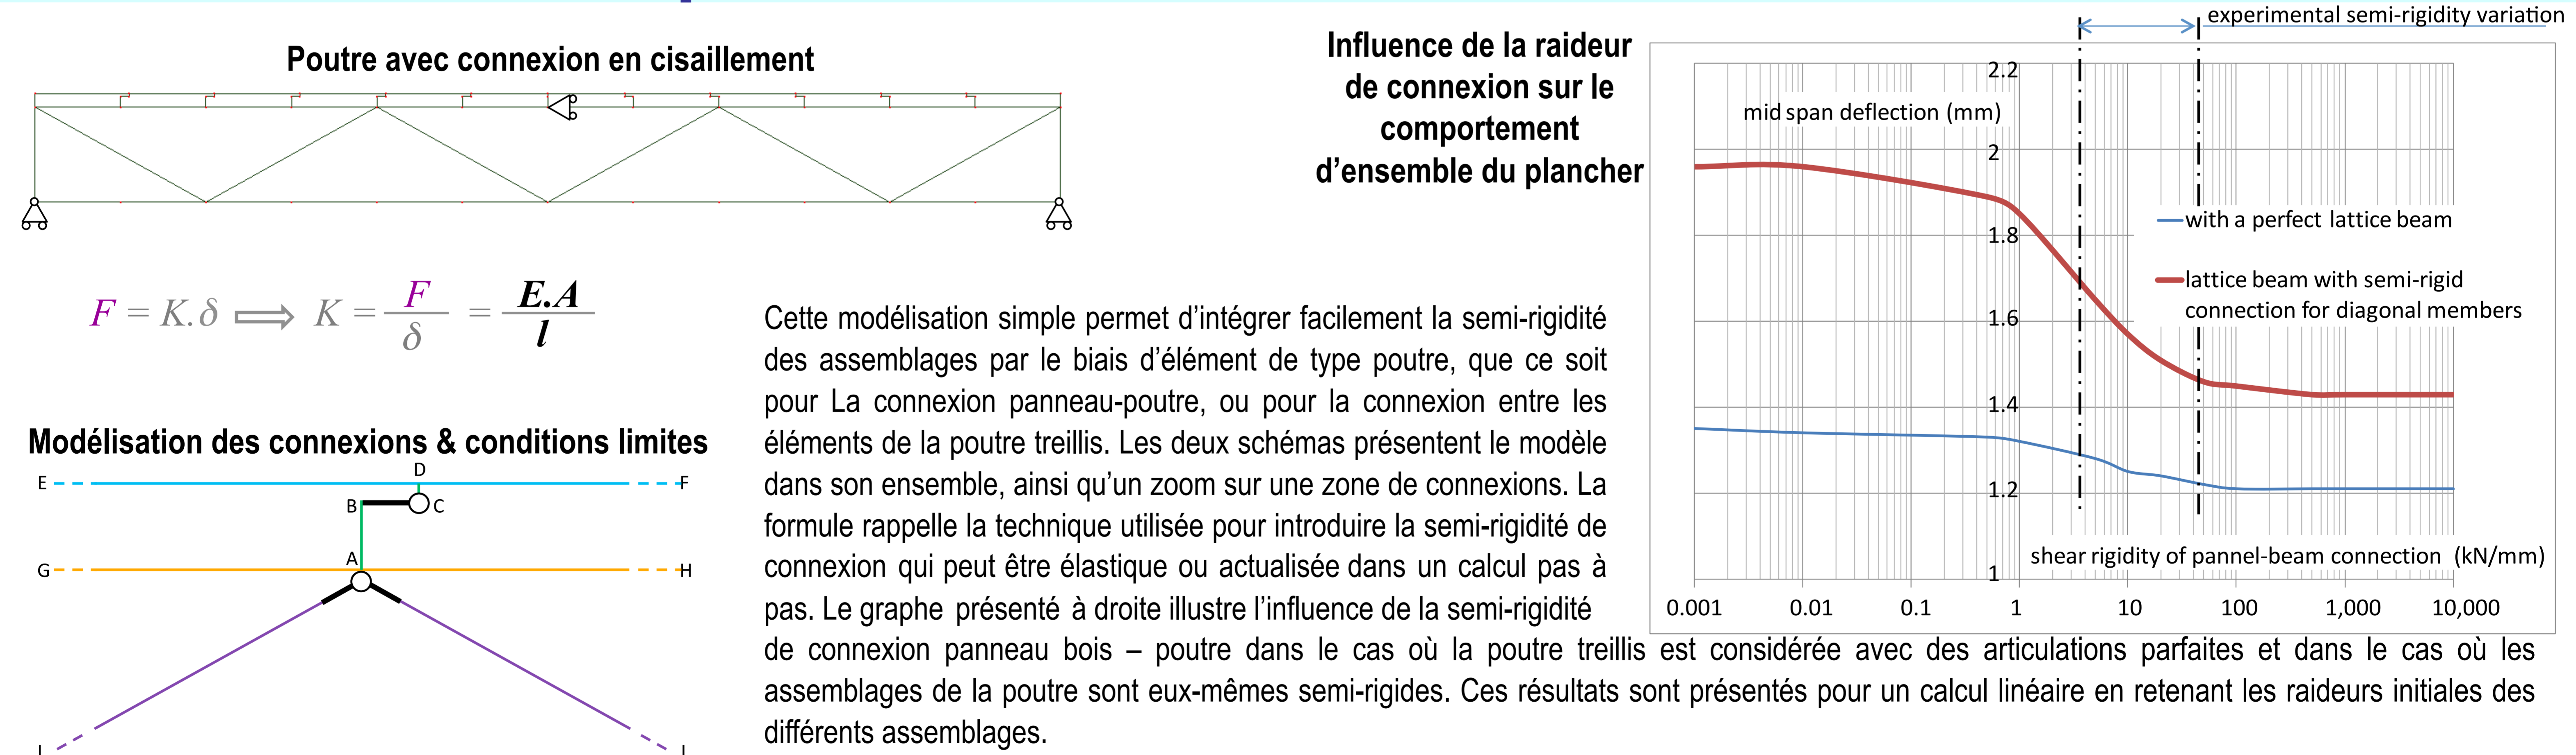 Poutre avec connexion en cisaillement
F = K.δ ⟹ K = F/δ = E.A/l
Modélisation des connexions & conditions limites
D
E
F
B
C
A
G
H
Influence de la raideur
de connexion sur le
comportement
d’ensemble du plancher
experimental semi-rigidity variation
2.2
mid span deflection (mm)
2
1.8
with a perfect lattice beam
lattice beam with semi-rigid
connection for diagonal members
1.6
1.4
1.2
shear rigidity of pannel-beam connection (kN/mm)
1
0.001 0.01 0.1 1 10 100 1,000 10,000
Cette modélisation simple permet d’intégrer facilement la semi-rigidité
des assemblages par le biais d’élément de type poutre, que ce soit
pour La connexion panneau-poutre, ou pour la connexion entre les
éléments de la poutre treillis. Les deux schémas présentent le modèle
dans son ensemble, ainsi qu’un zoom sur une zone de connexions. La
formule rappelle la technique utilisée pour introduire la semi-rigidité de
connexion qui peut être élastique ou actualisée dans un calcul pas à
pas. Le graphe présenté à droite illustre l’influence de la semi-rigidité
de connexion panneau bois – poutre dans le cas où la poutre treillis est considérée avec des articulations parfaites et dans le cas où les
assemblages de la poutre sont eux-mêmes semi-rigides. Ces résultats sont présentés pour un calcul linéaire en retenant les raideurs initiales des
différents assemblages.